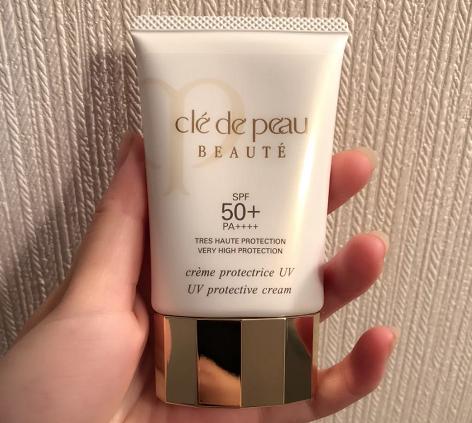 clé de peau
BEAUTÉ
SPF
50+
PA++++
TRES HAUTE PROTECTION
VERY HIGH PROTECTION
crème protectrice UV
UV protective cream